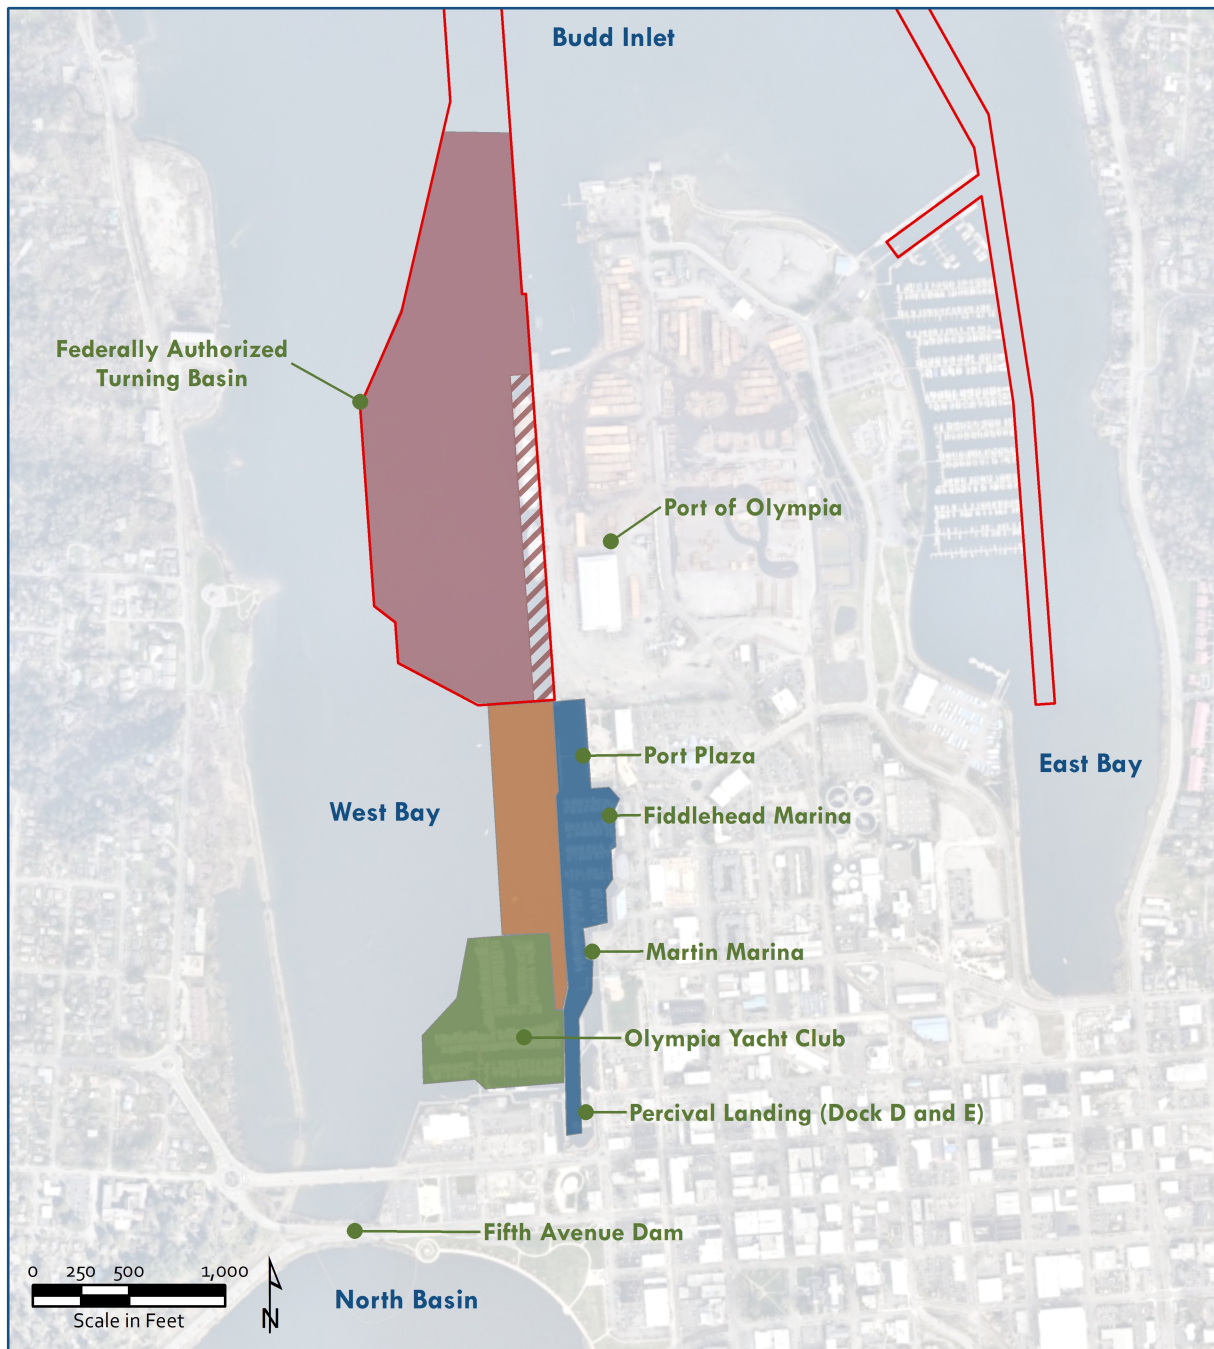 Budd Inlet
Federally Authorized
Turning Basin
Port of Olympia
Port Plaza
East Bay
West Bay
Fiddlehead Marina
Martin Marina
Olympia Yacht Club
Percival Landing (Dock D and E)
Fifth Avenue Dam
0 250 500 1,000
Scale in Feet
N
North Basin